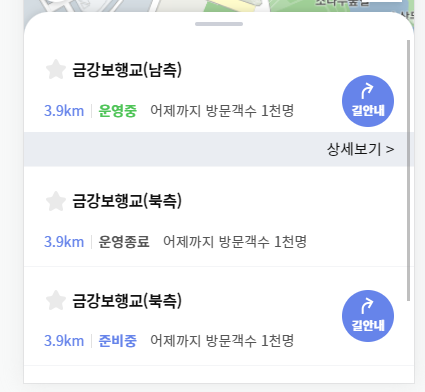 금강보행교(남측)
3.9km 운영중 어제까지 방문객수 1천명
길안내
상세보기 >
금강보행교(북측)
3.9km 운영종료 어제까지 방문객수 1천명
금강보행교(북측)
3.9km 준비중 어제까지 방문객수 1천명
길안내